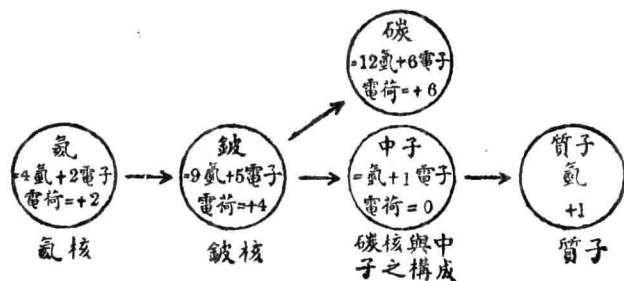 碳
=12氫+6電子
電荷=+6
氦
=4氫+2電子
電荷=+2
氦核
鈹
=9氫+5電子
電荷=+4
鈹核
中子
=氫+1電子
電荷=0
碳核與中
子之構成
質子
氫
+1
質子